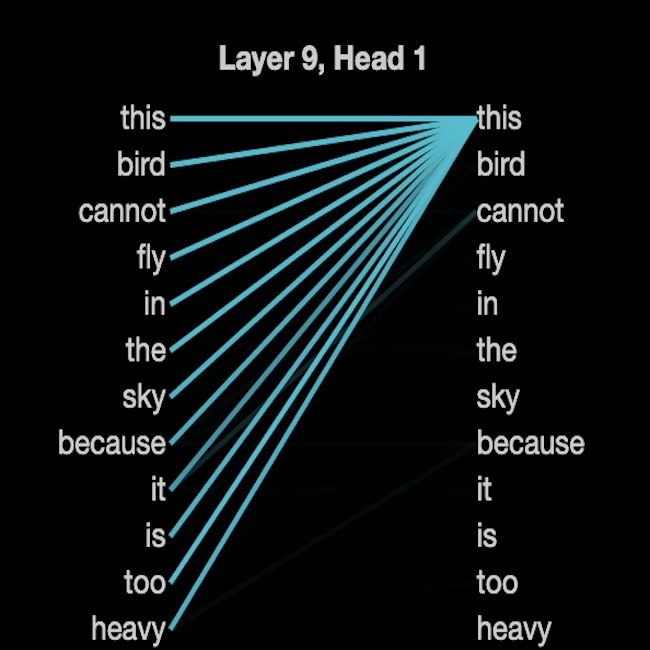 Layer 9, Head 1
this this
bird bird
cannot cannot
fly fly
in in
the the
sky sky
because because
it it
is is
too too
heavy heavy